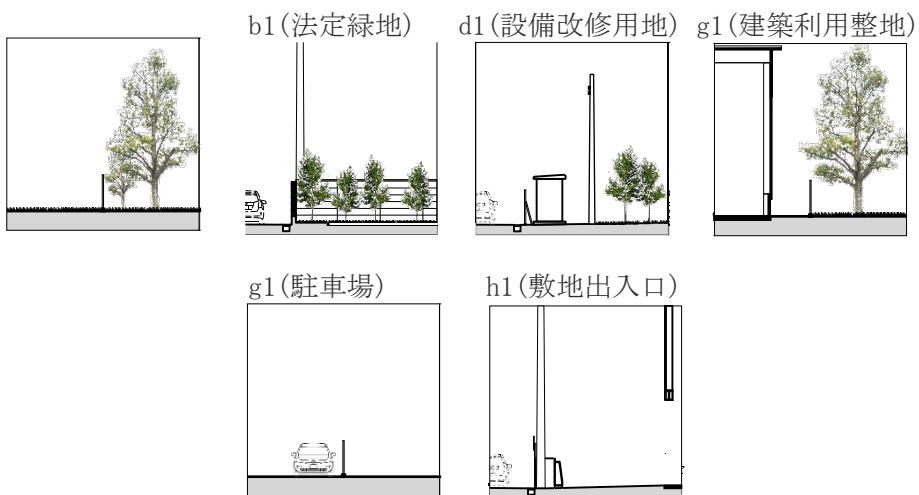 b1(法定緑地)
d1(設備改修用地)
g1(建築利用整地)
g1(駐車場)
h1(敷地出入口)